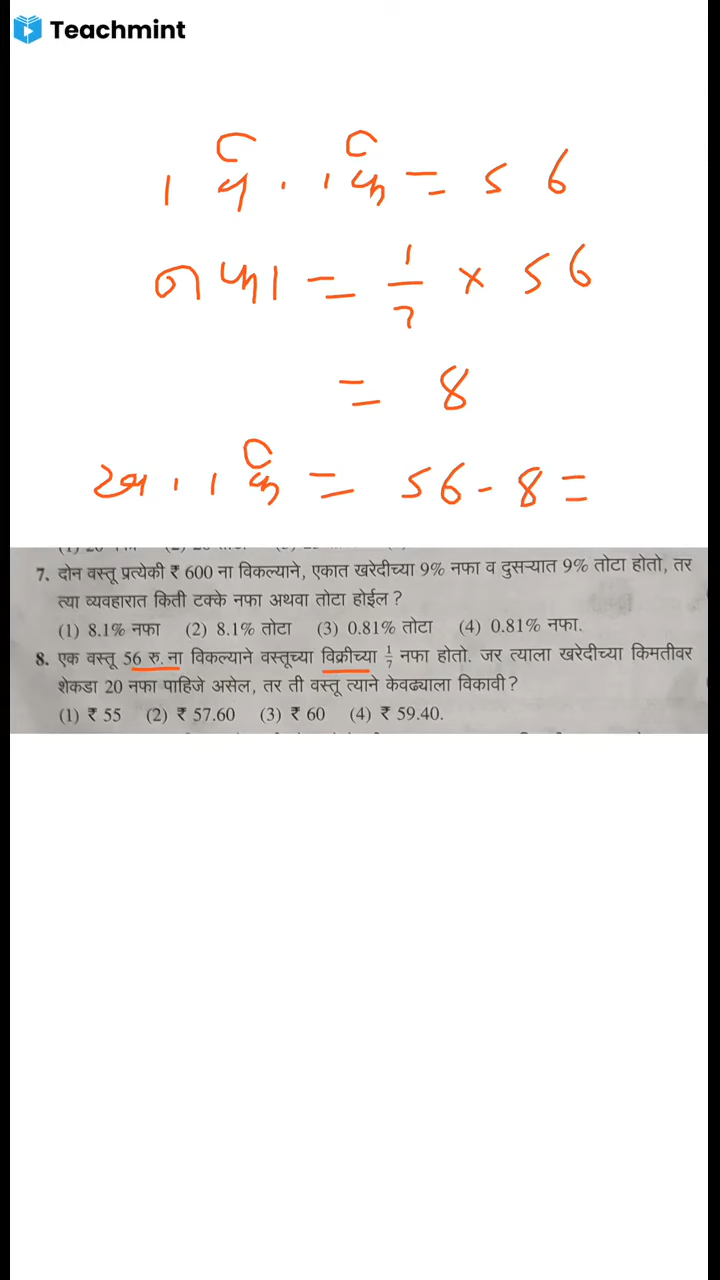 Teachmint
वि. किं = 56
नफा = 1/7 × 56
= 8
ख. किं = 56 - 8 =
7. दोन वस्तू प्रत्येकी ₹ 600 ना विकल्याने, एकात खरेदीच्या 9% नफा व दुसऱ्यात 9% तोटा होतो, तर
त्या व्यवहारात किती टक्के नफा अथवा तोटा होईल ?
(1) 8.1% नफा (2) 8.1% तोटा (3) 0.81% तोटा (4) 0.81% नफा.
8. एक वस्तू 56 रु. ना विकल्याने वस्तूच्या विक्रीच्या 1/7 नफा होतो. जर त्याला खरेदीच्या किमतीवर
शेकडा 20 नफा पाहिजे असेल, तर ती वस्तू त्याने केवढ्याला विकावी ?
(1) ₹ 55 (2) ₹ 57.60 (3) ₹ 60 (4) ₹ 59.40.